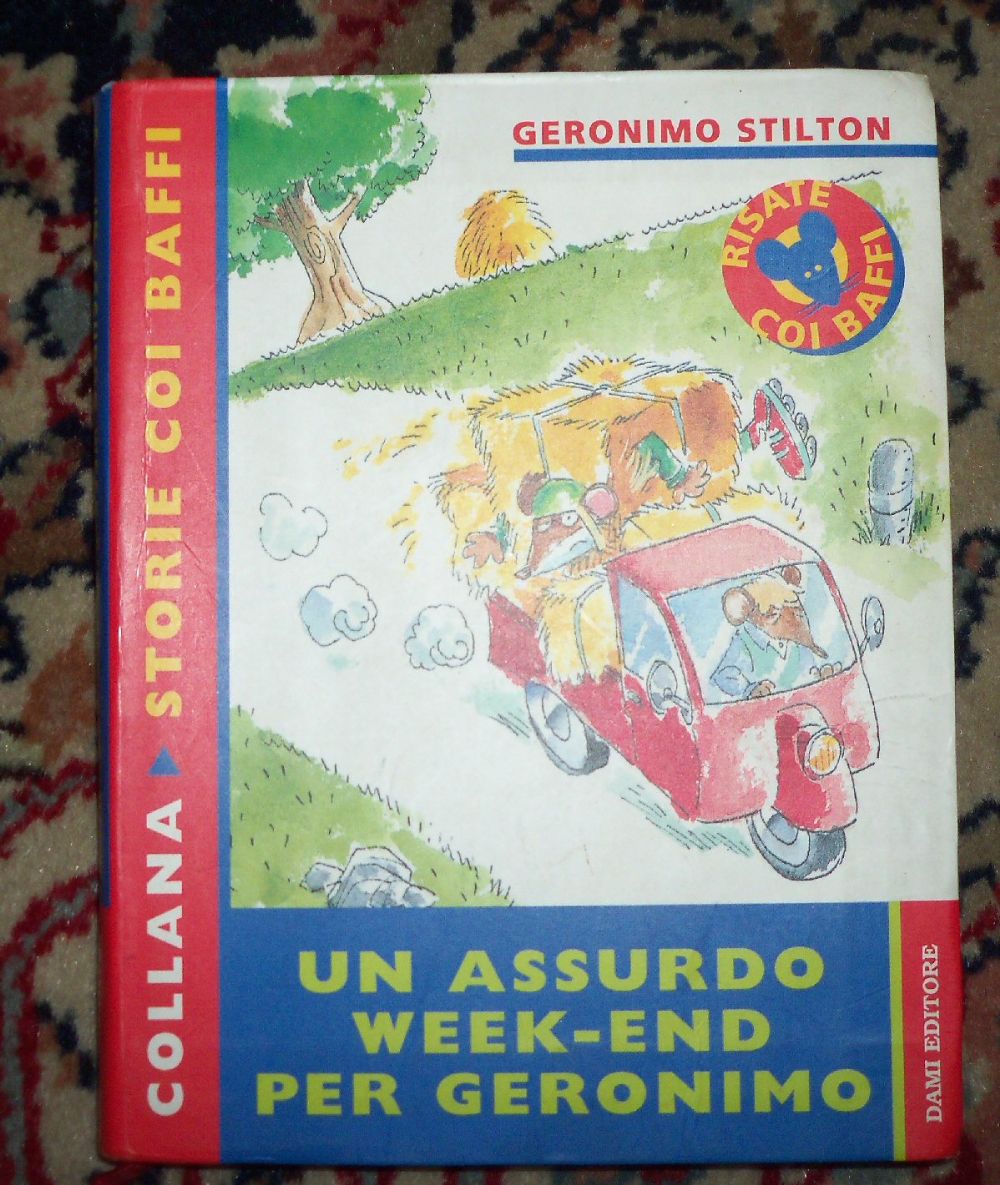 GERONIMO STILTON
RISATE
COI BAFFI
COLLANA ▶ STORIE COI BAFFI
UN ASSURDO
WEEK-END
PER GERONIMO
DAMI EDITORE